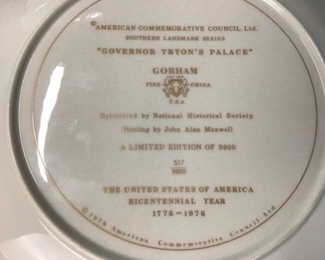 ©AMERICAN COMMEMORATIVE COUNCIL Ltd.
SOUTHERN LANDMARK SERIES
"GOVERNOR TRYON'S PALACE"
GORHAM
FINE CHINA
USA
Sponsored by National Historical Society
Painting by John Alan Maxwell
A LIMITED EDITION OF 9800
517
9800
THE UNITED STATES OF AMERICA
BICENTENNIAL YEAR
1776-1976
©1976 American Commemorative Council Ltd.